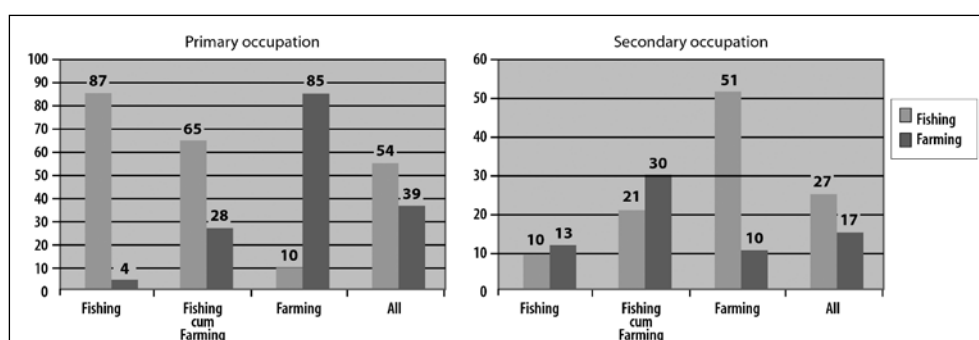 Primary occupation
100
90
80
70
60
50
40
30
20
10
0
87
4
65
28
10
85
54
39
Fishing
Fishing
cum
Farming
Farming
All
Secondary occupation
60
50
40
30
20
10
0
10
13
21
30
51
10
27
17
Fishing
Fishing
cum
Farming
Farming
All
Fishing
Farming